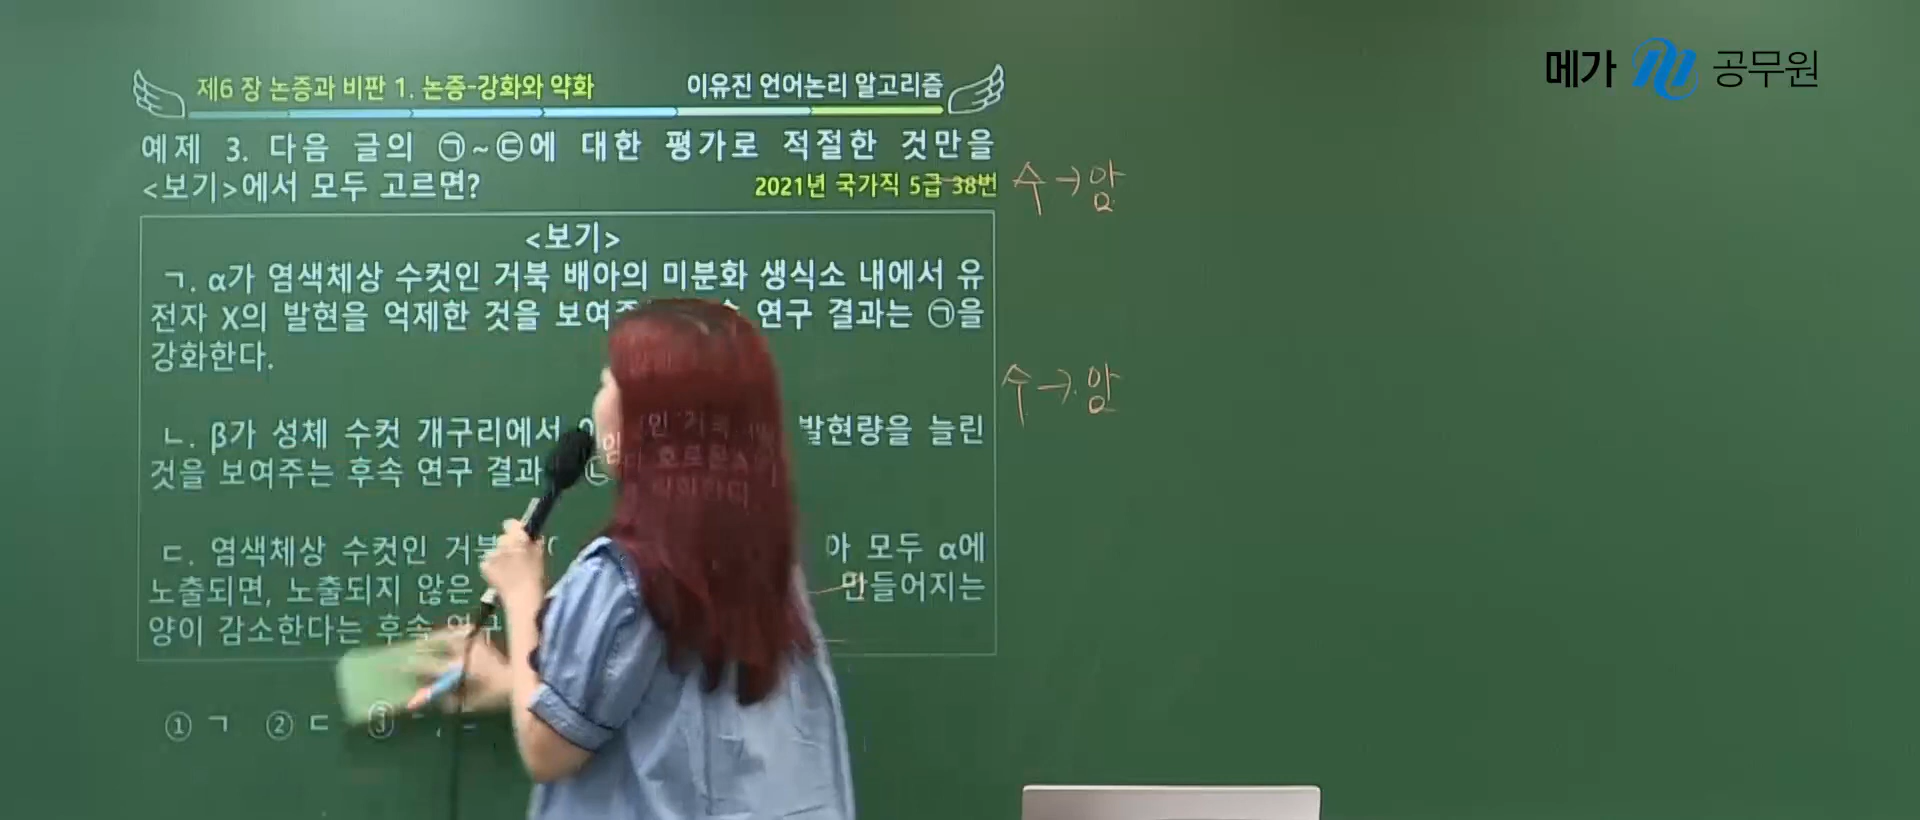 메가 공무원
제6 장 논증과 비판 1. 논증-강화와 약화 이유진 언어논리 알고리즘
예제 3. 다음 글의 ㉠~㉢에 대한 평가로 적절한 것만을
<보기>에서 모두 고르면? 2021년 국가직 5급 38번
수→암
<보기>
ㄱ. α가 염색체상 수컷인 거북 배아의 미분화 생식소 내에서 유
전자 X의 발현을 억제한 것을 연구 결과는 ㉠을
강화한다.
수→암
ㄴ. β가 성체 수컷 개구리에서 발현량을 늘린
것을 보여주는 후속 연구 결과
ㄷ. 염색체상 수컷인 거북 모두 α에
노출되면, 노출되지 않은 만들어지는
양이 감소한다는 후속 연구
① ㄱ ② ㄷ ③